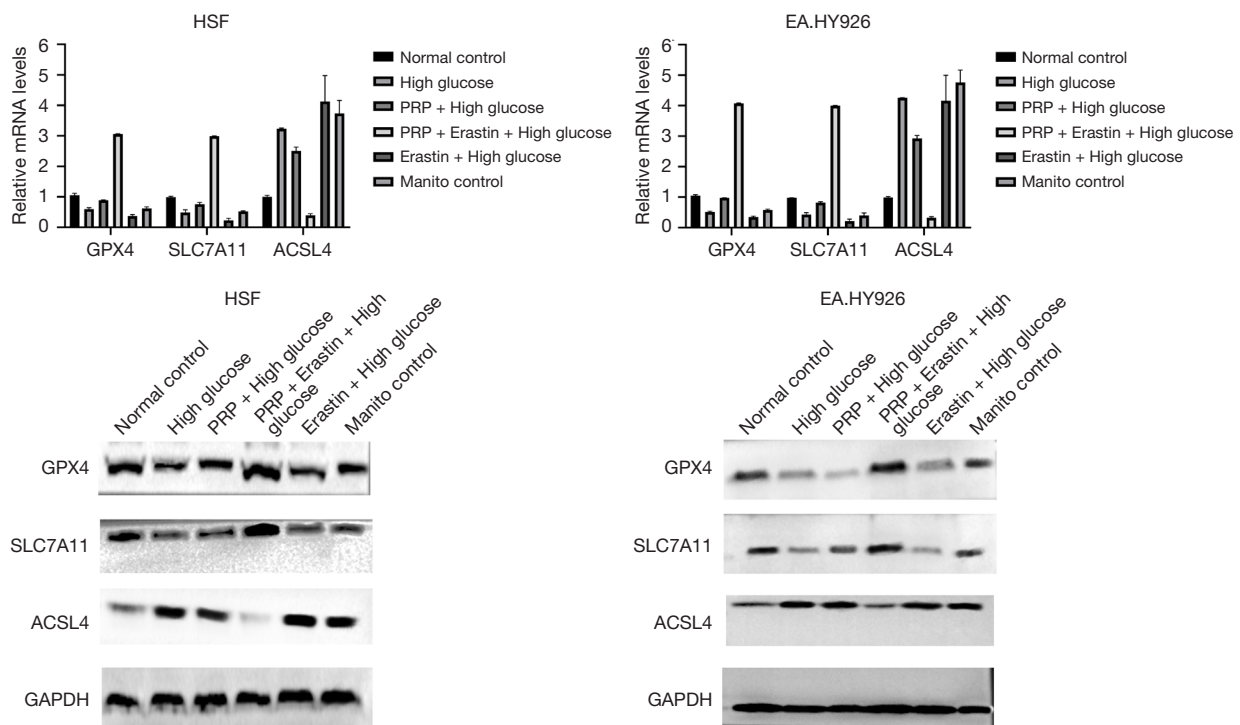 HSF
Relative mRNA levels
6
5
4
3
2
1
0
GPX4 SLC7A11 ACSL4
Normal control
High glucose
PRP + High glucose
PRP + Erastin + High glucose
Erastin + High glucose
Manito control
EA.HY926
Relative mRNA levels
6
5
4
3
2
1
0
GPX4 SLC7A11 ACSL4
Normal control
High glucose
PRP + High glucose
PRP + Erastin + High glucose
Erastin + High glucose
Manito control
HSF
Normal control
High glucose
PRP + High glucose
PRP + Erastin + High
glucose
Erastin + High glucose
Manito control
GPX4
SLC7A11
ACSL4
GAPDH
EA.HY926
Normal control
High glucose
PRP + High glucose
PRP + Erastin + High
glucose
Erastin + High glucose
Manito control
GPX4
SLC7A11
ACSL4
GAPDH